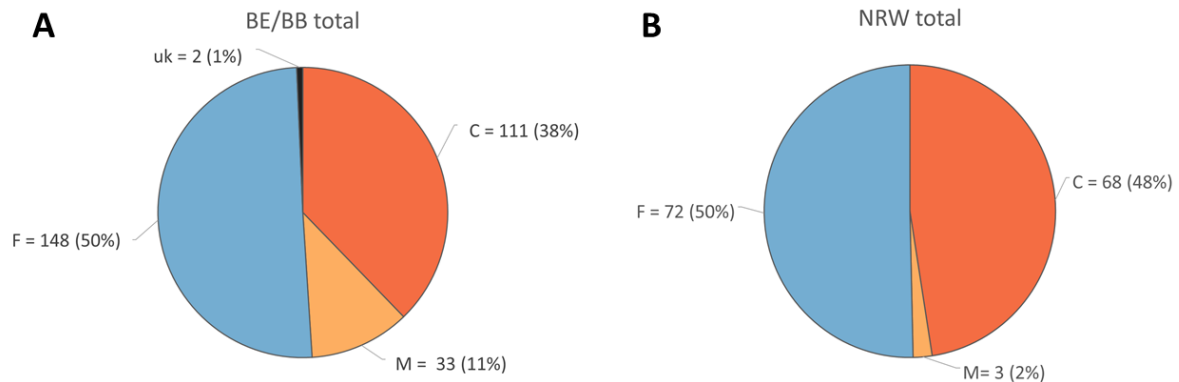 A
BE/BB total
uk = 2 (1%)
C = 111 (38%)
F = 148 (50%)
M =  33 (11%)
B
NRW total
C = 68 (48%)
F = 72 (50%)
M= 3 (2%)